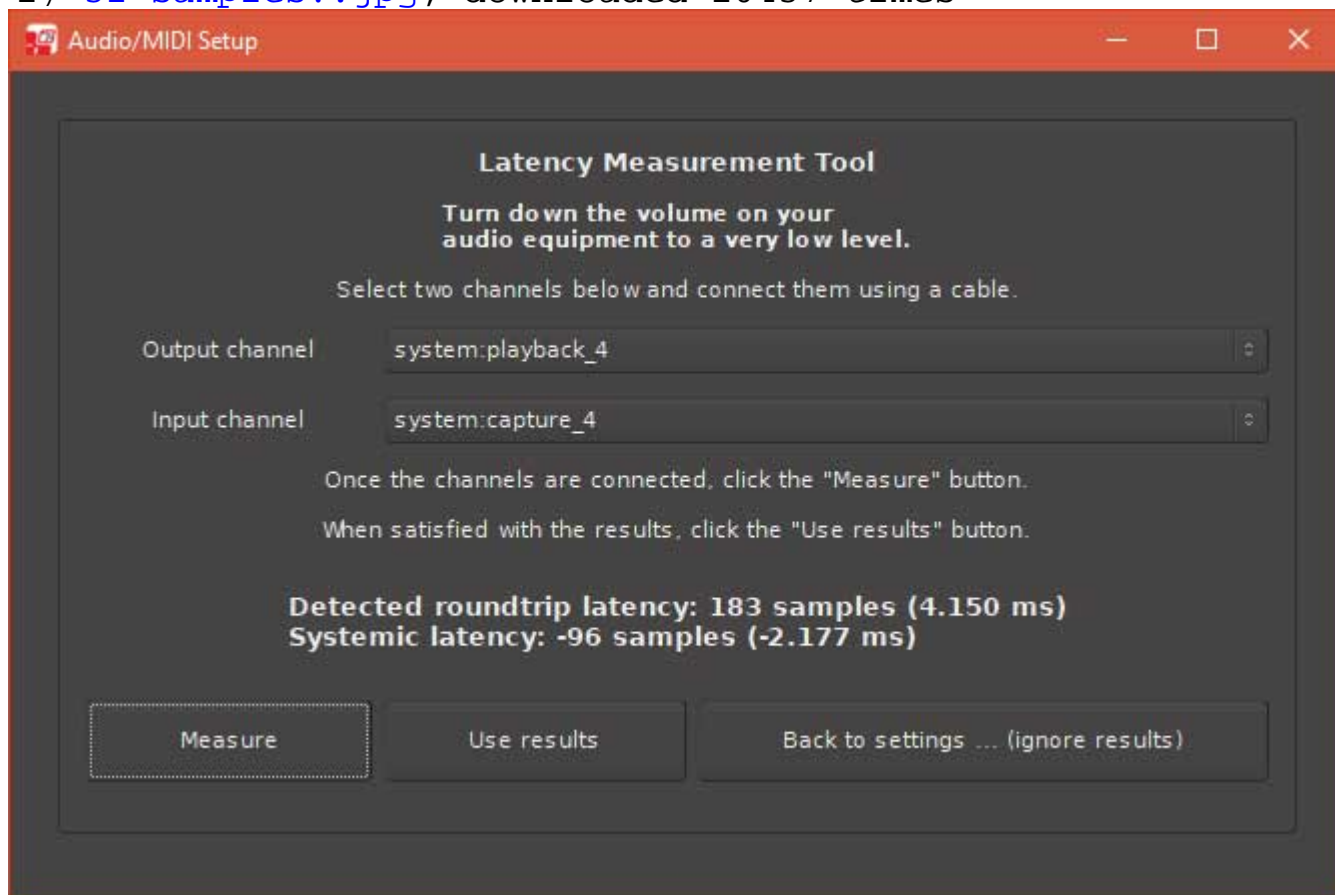 Audio/MIDI Setup
Latency Measurement Tool
Turn down the volume on your
audio equipment to a very low level.
Select two channels below and connect them using a cable.
Output channel system:playback_4
Input channel system:capture_4
Once the channels are connected, click the "Measure" button.
When satisfied with the results, click the "Use results" button.
Detected roundtrip latency: 183 samples (4.150 ms)
Systemic latency: -96 samples (-2.177 ms)
Measure Use results Back to settings ... (ignore results)